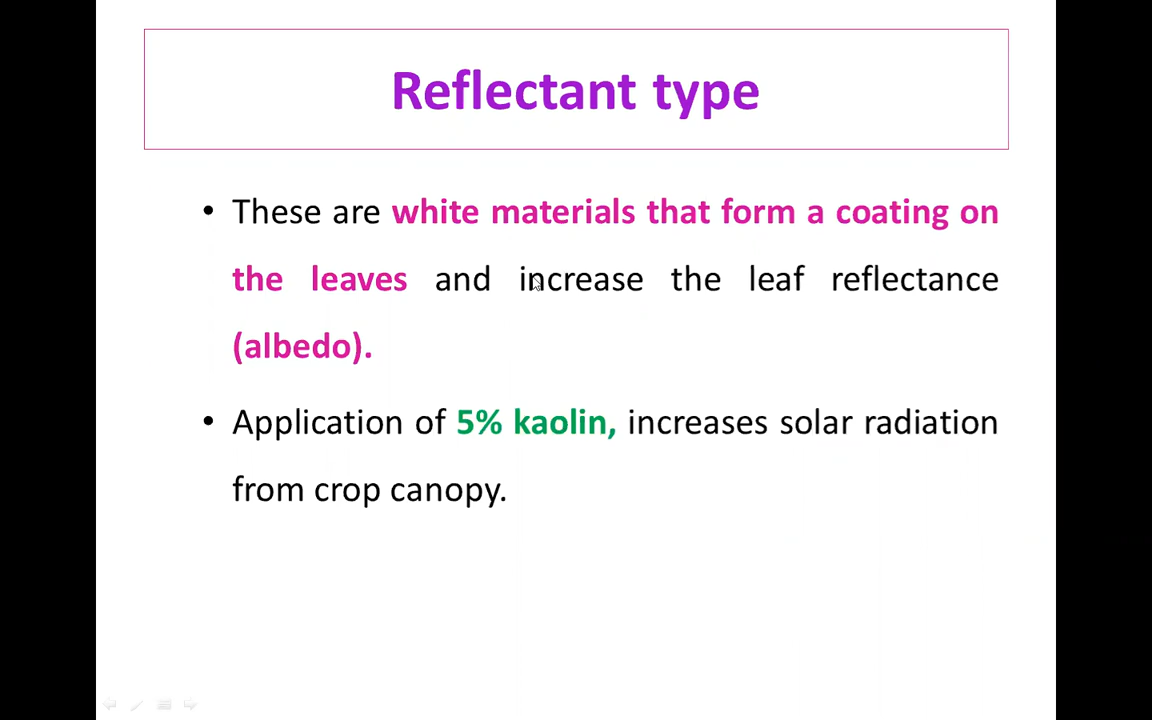 Reflectant type
• These are white materials that form a coating on
the leaves and increase the leaf reflectance
(albedo).
• Application of 5% kaolin, increases solar radiation
from crop canopy.